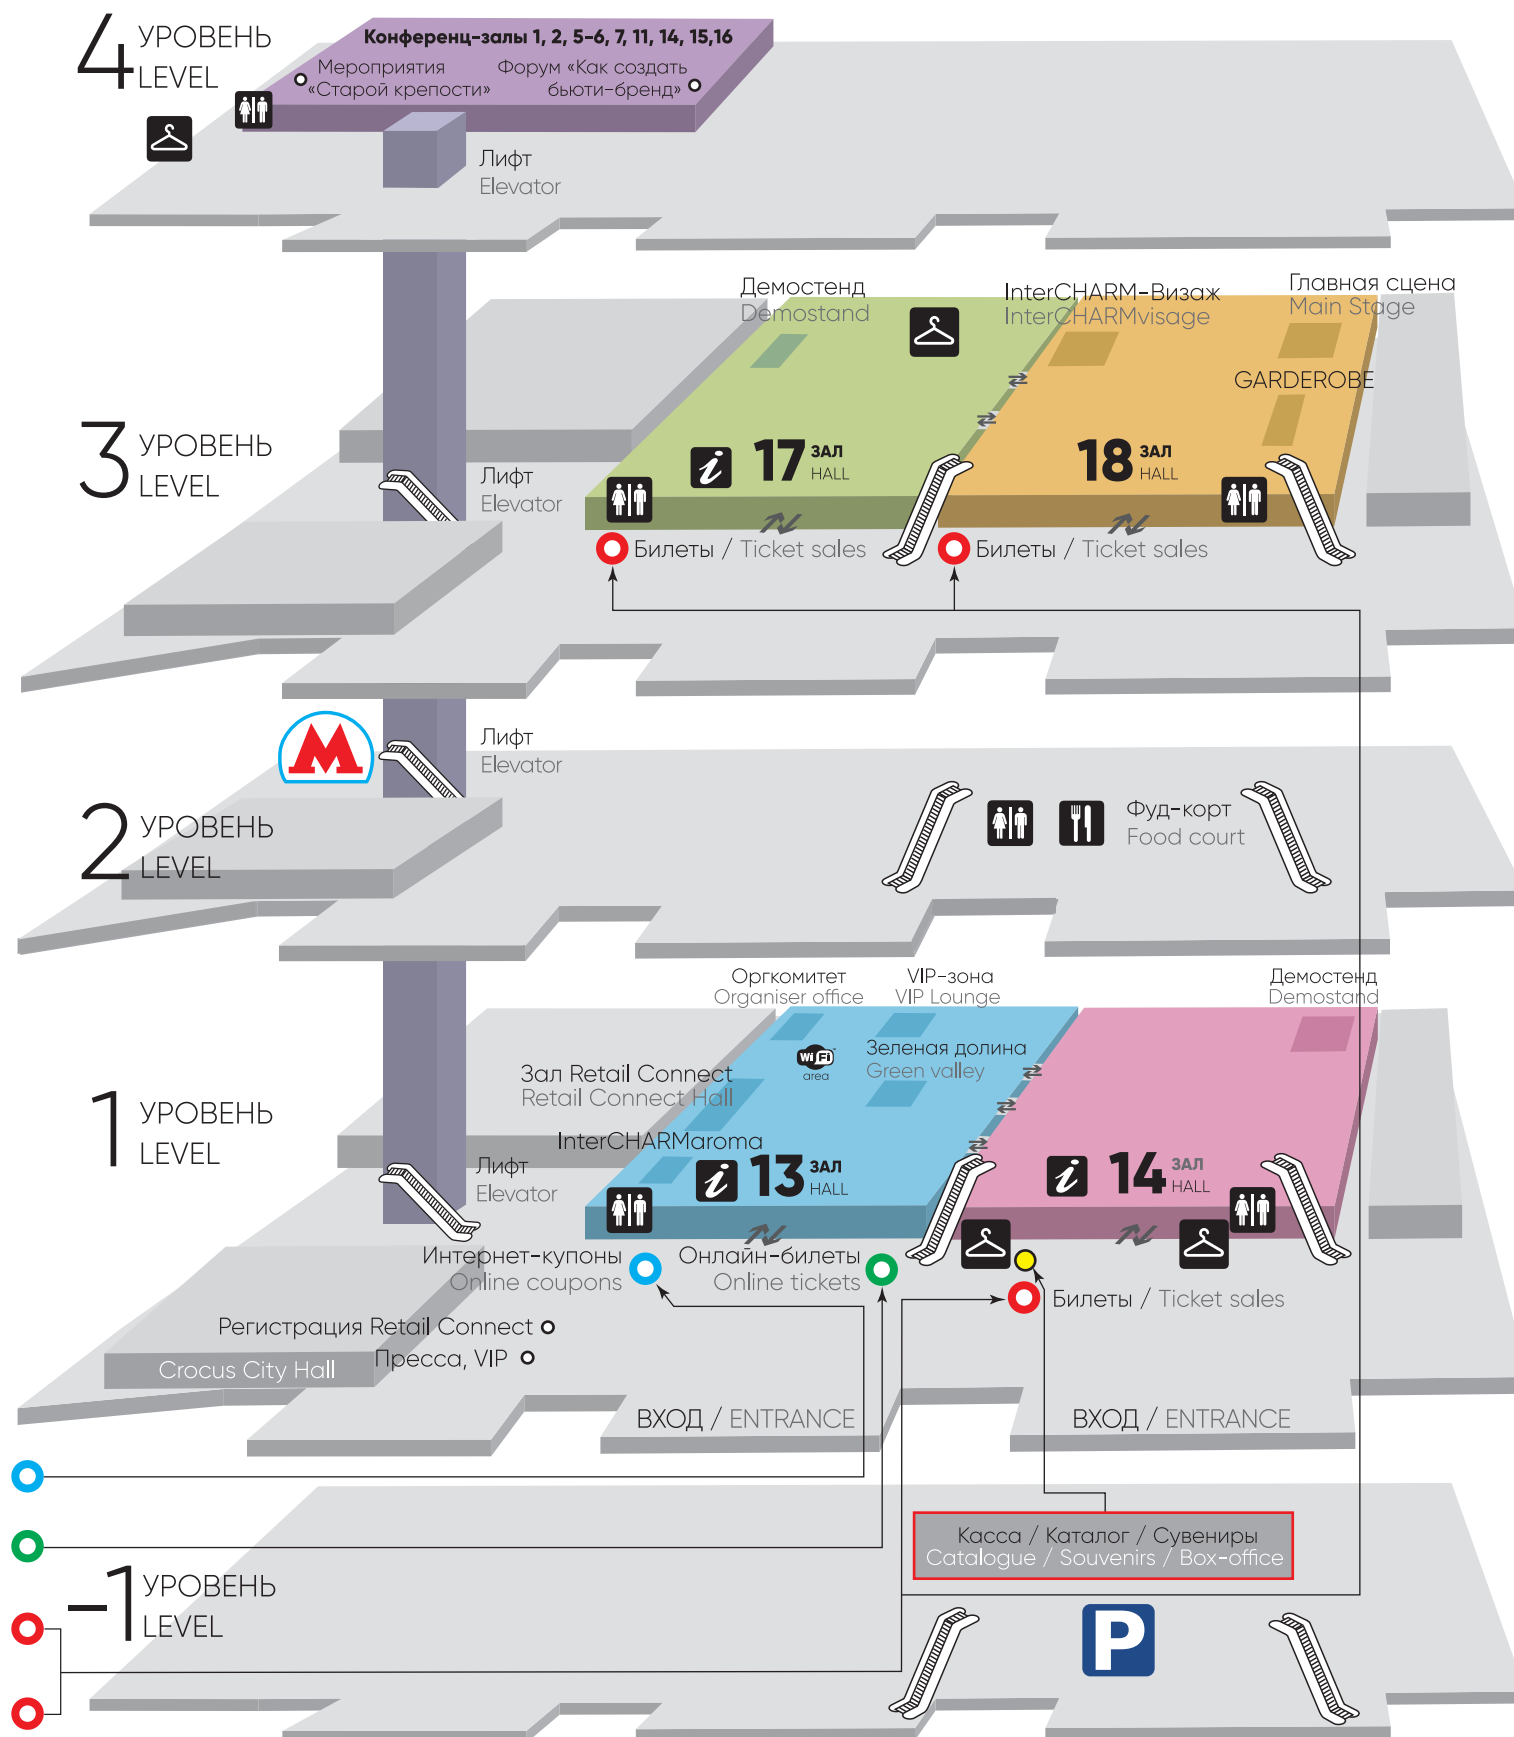 4 УРОВЕНЬ
LEVEL
Конференц-залы 1, 2, 5-6, 7, 11, 14, 15,16
Мероприятия
«Старой крепости»
Форум «Как создать
бьюти-бренд»
Лифт
Elevator
3 УРОВЕНЬ
LEVEL
Демостенд
Demostand
InterCHARM-Визаж
InterCHARMvisage
Главная сцена
Main Stage
GARDEROBE
i
17 ЗАЛ
HALL
18 ЗАЛ
HALL
Лифт
Elevator
Билеты / Ticket sales
Билеты / Ticket sales
М
Лифт
Elevator
2 УРОВЕНЬ
LEVEL
Фуд-корт
Food court
Оргкомитет
Organiser office
VIP-зона
VIP Lounge
Демостенд
Demostand
Wi Fi
area
Зеленая долина
Green valley
Зал Retail Connect
Retail Connect Hall
1 УРОВЕНЬ
LEVEL
InterCHARMaroma
i
13 ЗАЛ
HALL
i
14 ЗАЛ
HALL
Лифт
Elevator
Интернет-купоны
Online coupons
Онлайн-билеты
Online tickets
Билеты / Ticket sales
Регистрация Retail Connect
Пресса, VIP
Crocus City Hall
ВХОД / ENTRANCE
ВХОД / ENTRANCE
Касса / Каталог / Сувениры
Catalogue / Souvenirs / Box-office
-1 УРОВЕНЬ
LEVEL
P